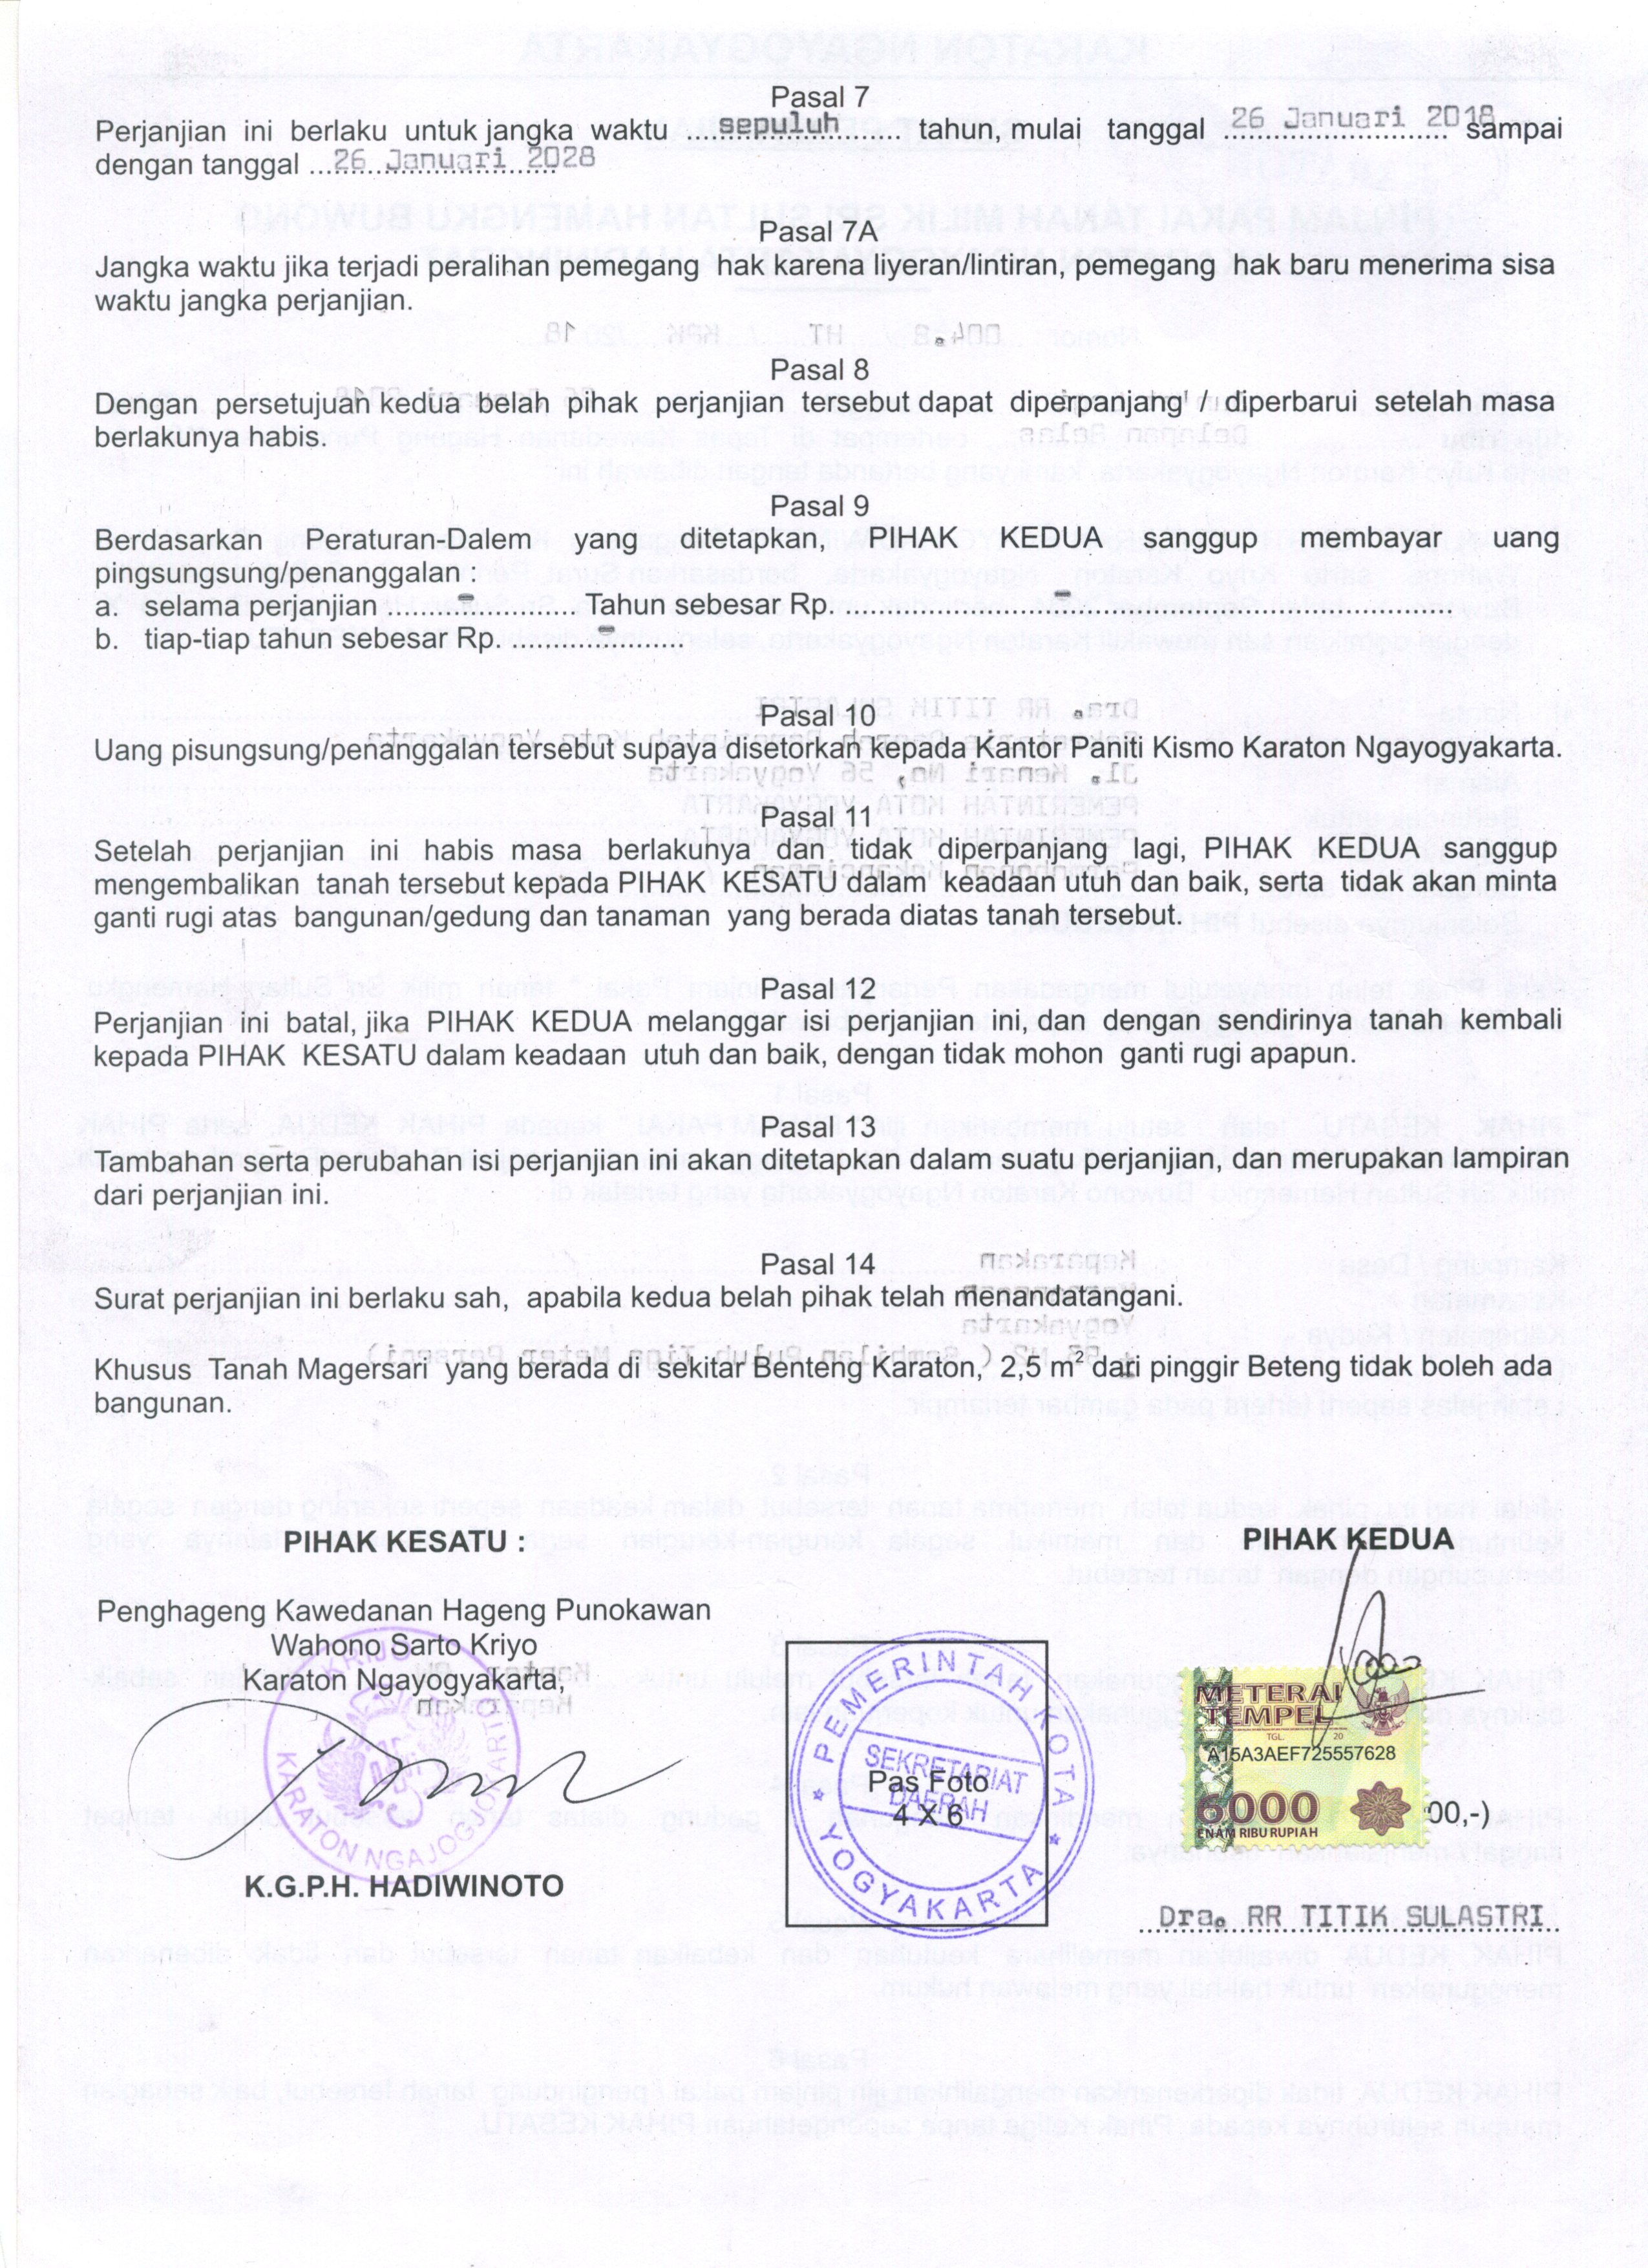 Pasal 7
Perjanjian ini berlaku untuk jangka waktu ...sepuluh... tahun, mulai tanggal ...26 Januari 2018... sampai
dengan tanggal ...26 Januari 2028
Pasal 7A
Jangka waktu jika terjadi peralihan pemegang hak karena liyeran/lintiran, pemegang hak baru menerima sisa
waktu jangka perjanjian.
Pasal 8
Dengan persetujuan kedua belah pihak perjanjian tersebut dapat diperpanjang / diperbarui setelah masa
berlakunya habis.
Pasal 9
Berdasarkan Peraturan-Dalem yang ditetapkan, PIHAK KEDUA sanggup membayar uang
pingsungsung/penanggalan :
a. selama perjanjian ......-...... Tahun sebesar Rp. ............-............
b. tiap-tiap tahun sebesar Rp. ......-......
Pasal 10
Uang pisungsung/penanggalan tersebut supaya disetorkan kepada Kantor Paniti Kismo Karaton Ngayogyakarta.
Pasal 11
Setelah perjanjian ini habis masa berlakunya dan tidak diperpanjang lagi, PIHAK KEDUA sanggup
mengembalikan tanah tersebut kepada PIHAK KESATU dalam keadaan utuh dan baik, serta tidak akan minta
ganti rugi atas bangunan/gedung dan tanaman yang berada diatas tanah tersebut.
Pasal 12
Perjanjian ini batal, jika PIHAK KEDUA melanggar isi perjanjian ini, dan dengan sendirinya tanah kembali
kepada PIHAK KESATU dalam keadaan utuh dan baik, dengan tidak mohon ganti rugi apapun.
Pasal 13
Tambahan serta perubahan isi perjanjian ini akan ditetapkan dalam suatu perjanjian, dan merupakan lampiran
dari perjanjian ini.
Pasal 14
Surat perjanjian ini berlaku sah, apabila kedua belah pihak telah menandatangani.
Khusus Tanah Magersari yang berada di sekitar Benteng Karaton, 2,5 m² dari pinggir Beteng tidak boleh ada
bangunan.
PIHAK KESATU :
PIHAK KEDUA
Penghageng Kawedanan Hageng Punokawan
Wahono Sarto Kriyo
Karaton Ngayogyakarta,
KARATON NGAJOGJOKARTA
K.G.P.H. HADIWINOTO
PEMERINTAH KOTA
SEKRETARIAT
DAERAH
YOGYAKARTA
Pas Foto
4 X 6
METERAI
TEMPEL
TGL. 20
A15A3AEF725557628
6000
ENAM RIBU RUPIAH
00,-)
Dra. RR TITIK SULASTRI